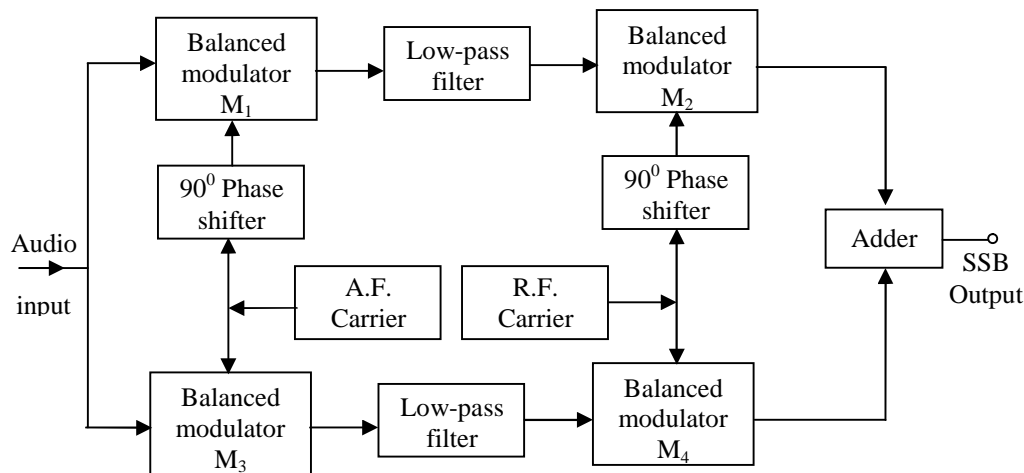 Balanced
modulator
M₁
Low-pass
filter
Balanced
modulator
M₂
90⁰ Phase
shifter
90⁰ Phase
shifter
Audio
input
A.F.
Carrier
R.F.
Carrier
Adder
SSB
Output
Balanced
modulator
M₃
Low-pass
filter
Balanced
modulator
M₄